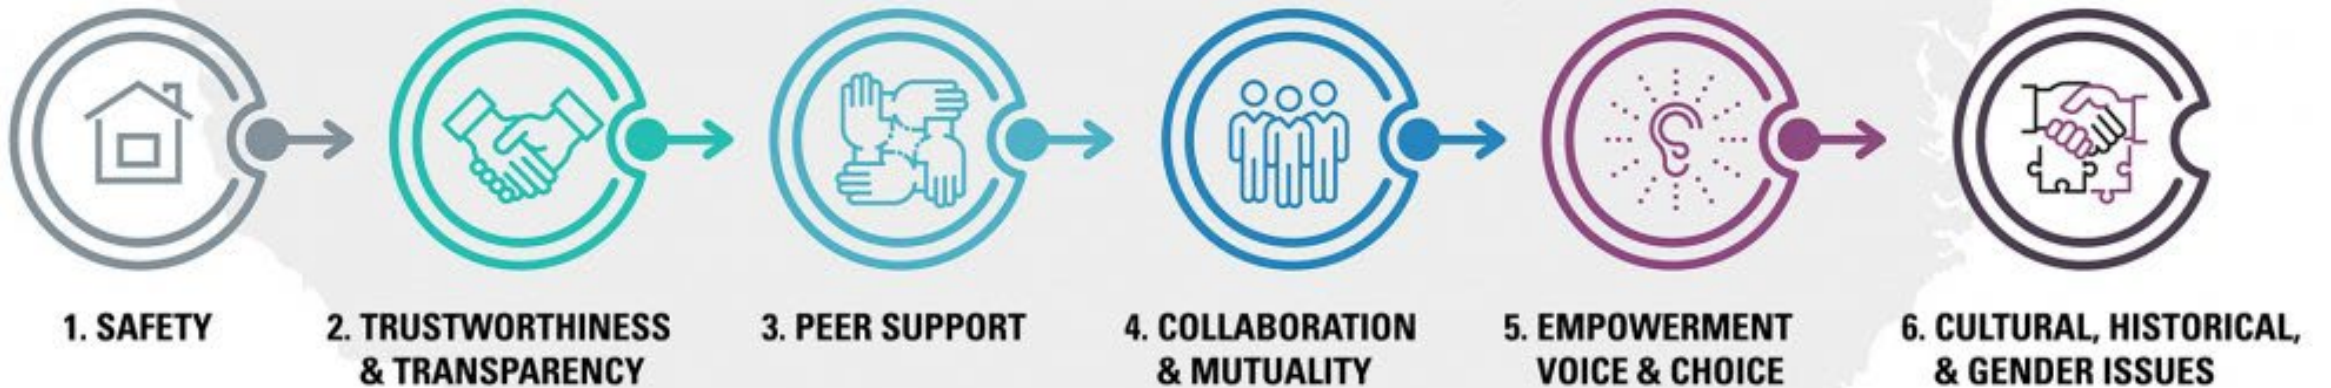 1. SAFETY
2. TRUSTWORTHINESS
& TRANSPARENCY
3. PEER SUPPORT
4. COLLABORATION
& MUTUALITY
5. EMPOWERMENT
VOICE & CHOICE
6. CULTURAL, HISTORICAL,
& GENDER ISSUES